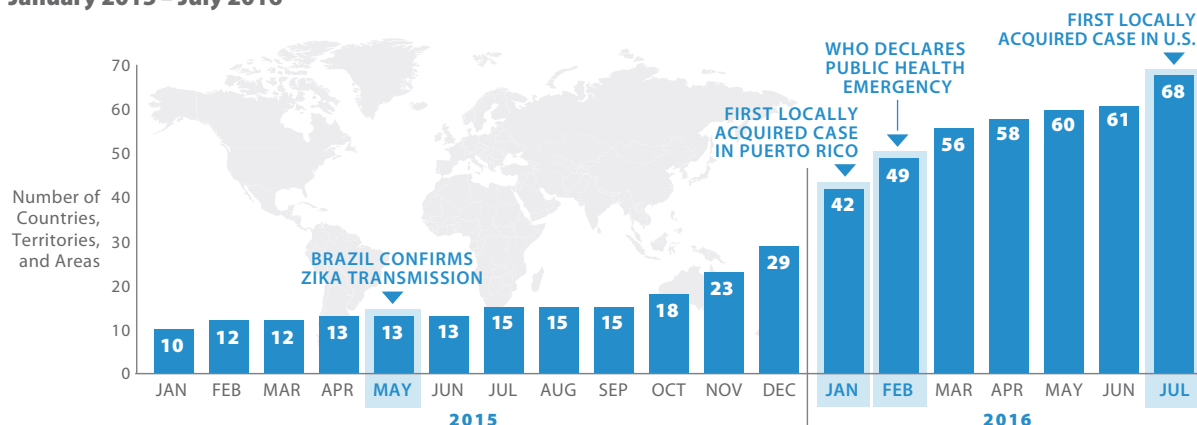 January 2015 – July 2016
FIRST LOCALLY
ACQUIRED CASE IN U.S.
WHO DECLARES
PUBLIC HEALTH
EMERGENCY
FIRST LOCALLY
ACQUIRED CASE
IN PUERTO RICO
BRAZIL CONFIRMS
ZIKA TRANSMISSION
Number of
Countries,
Territories,
and Areas
70
60
50
40
30
20
10
0
10 12 12 13 13 13 15 15 15 18 23 29 42 49 56 58 60 61 68
JAN FEB MAR APR MAY JUN JUL AUG SEP OCT NOV DEC JAN FEB MAR APR MAY JUN JUL
2015 2016